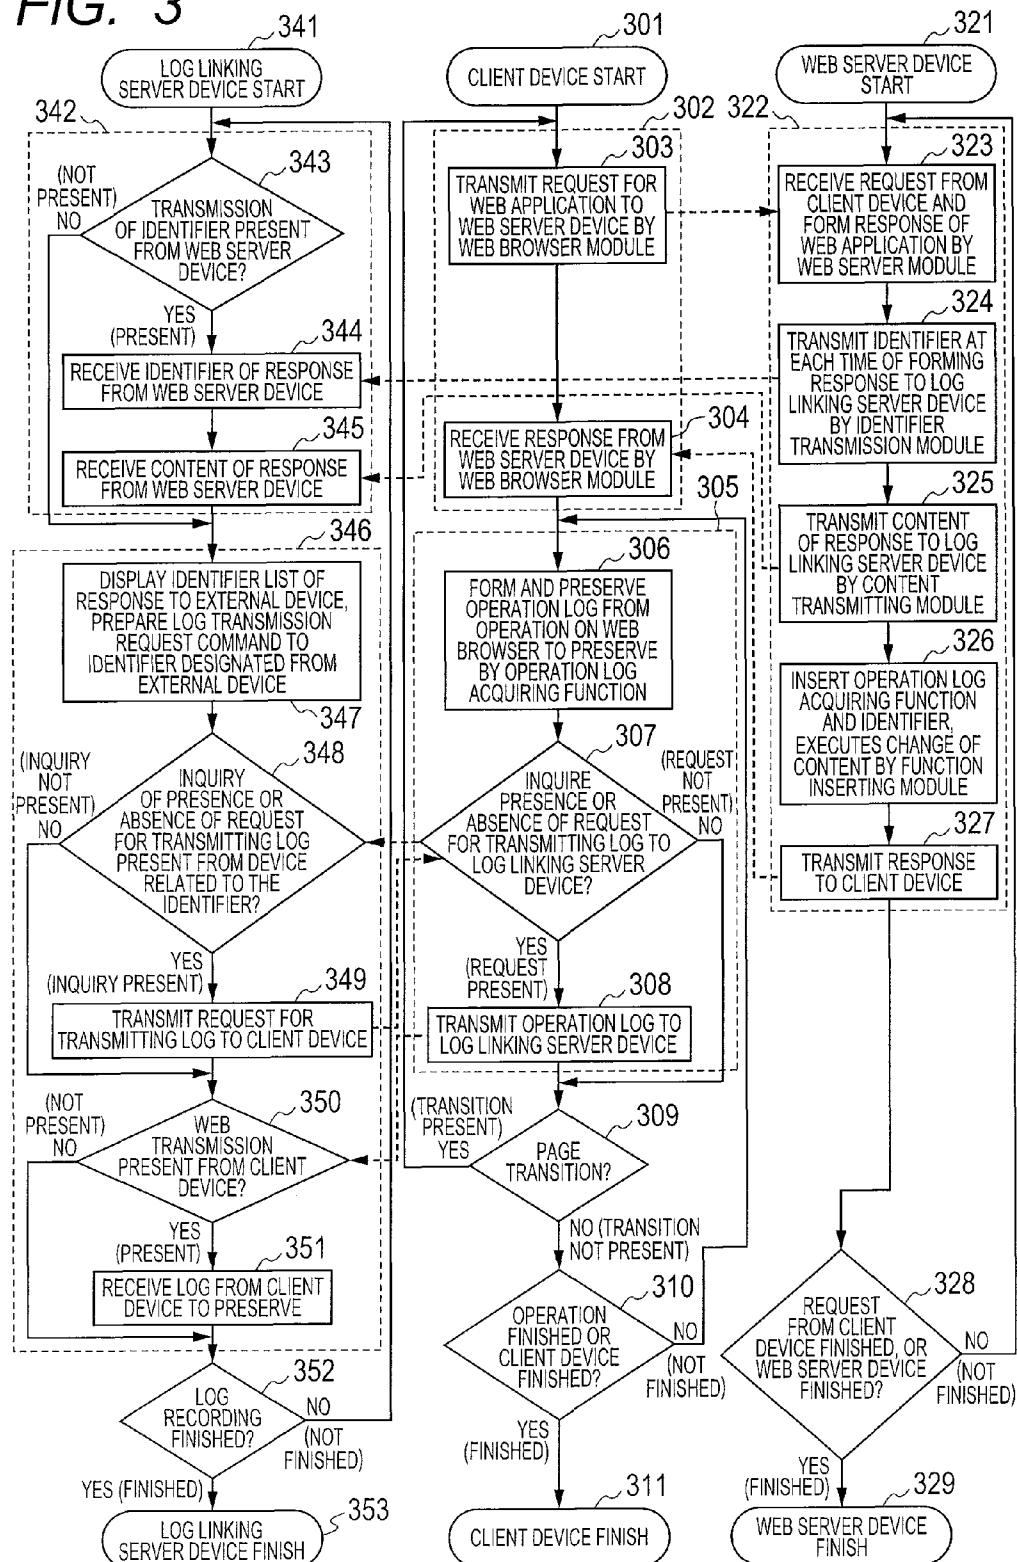 FIG. 3
341
LOG LINKING
SERVER DEVICE START
342
343
(NOT
PRESENT)
NO
TRANSMISSION
OF IDENTIFIER PRESENT
FROM WEB SERVER
DEVICE?
YES
(PRESENT)
344
RECEIVE IDENTIFIER OF RESPONSE
FROM WEB SERVER DEVICE
345
RECEIVE CONTENT OF RESPONSE
FROM WEB SERVER DEVICE
346
DISPLAY IDENTIFIER LIST OF
RESPONSE TO EXTERNAL DEVICE,
PREPARE LOG TRANSMISSION
REQUEST COMMAND TO
IDENTIFIER DESIGNATED FROM
EXTERNAL DEVICE
347
348
(INQUIRY
NOT
PRESENT)
NO
INQUIRY
OF PRESENCE OR
ABSENCE OF REQUEST
FOR TRANSMITTING LOG
PRESENT FROM DEVICE
RELATED TO THE
IDENTIFIER?
YES
(INQUIRY PRESENT)
349
TRANSMIT REQUEST FOR
TRANSMITTING LOG TO CLIENT DEVICE
350
(NOT
PRESENT)
NO
WEB
TRANSMISSION
PRESENT FROM CLIENT
DEVICE?
YES
(PRESENT)
351
RECEIVE LOG FROM CLIENT
DEVICE TO PRESERVE
352
LOG
RECORDING
FINISHED?
NO
(NOT
FINISHED)
YES (FINISHED)
353
LOG LINKING
SERVER DEVICE FINISH
301
CLIENT DEVICE START
302
303
TRANSMIT REQUEST FOR
WEB APPLICATION TO
WEB SERVER DEVICE BY
WEB BROWSER MODULE
304
RECEIVE RESPONSE FROM
WEB SERVER DEVICE BY
WEB BROWSER MODULE
305
306
FORM AND PRESERVE
OPERATION LOG FROM
OPERATION ON WEB
BROWSER TO PRESERVE
BY OPERATION LOG
ACQUIRING FUNCTION
307
(REQUEST
NOT
PRESENT)
NO
INQUIRE
PRESENCE OR
ABSENCE OF REQUEST
FOR TRANSMITTING LOG TO
LOG LINKING SERVER
DEVICE?
YES
(REQUEST
PRESENT)
308
TRANSMIT OPERATION LOG TO
LOG LINKING SERVER DEVICE
(TRANSITION
PRESENT)
YES
309
PAGE
TRANSITION?
NO (TRANSITION
NOT PRESENT)
310
OPERATION
FINISHED OR
CLIENT DEVICE
FINISHED?
NO
(NOT
FINISHED)
YES
(FINISHED)
311
CLIENT DEVICE FINISH
321
WEB SERVER DEVICE
START
322
323
RECEIVE REQUEST FROM
CLIENT DEVICE AND
FORM RESPONSE OF
WEB APPLICATION BY
WEB SERVER MODULE
324
TRANSMIT IDENTIFIER AT
EACH TIME OF FORMING
RESPONSE TO LOG
LINKING SERVER DEVICE
BY IDENTIFIER
TRANSMISSION MODULE
325
TRANSMIT CONTENT
OF RESPONSE TO LOG
LINKING SERVER DEVICE
BY CONTENT
TRANSMITTING MODULE
326
INSERT OPERATION LOG
ACQUIRING FUNCTION
AND IDENTIFIER,
EXECUTES CHANGE OF
CONTENT BY FUNCTION
INSERTING MODULE
327
TRANSMIT RESPONSE
TO CLIENT DEVICE
328
REQUEST
FROM CLIENT
DEVICE FINISHED, OR
WEB SERVER DEVICE
FINISHED?
NO
(NOT
FINISHED)
YES
(FINISHED)
329
WEB SERVER DEVICE
FINISH